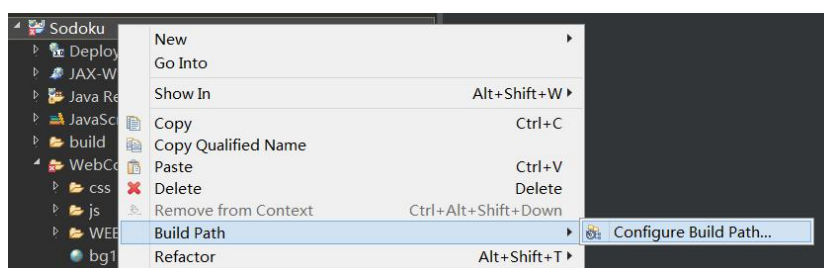 Sodoku
New
Deploy
Go Into
JAX-W
Java Re
Show In Alt+Shift+W
JavaScr
Copy Ctrl+C
build
Copy Qualified Name
WebCo
Paste Ctrl+V
css
Delete Delete
js
Remove from Context Ctrl+Alt+Shift+Down
WEB
Build Path
Configure Build Path...
bg1
Refactor Alt+Shift+T